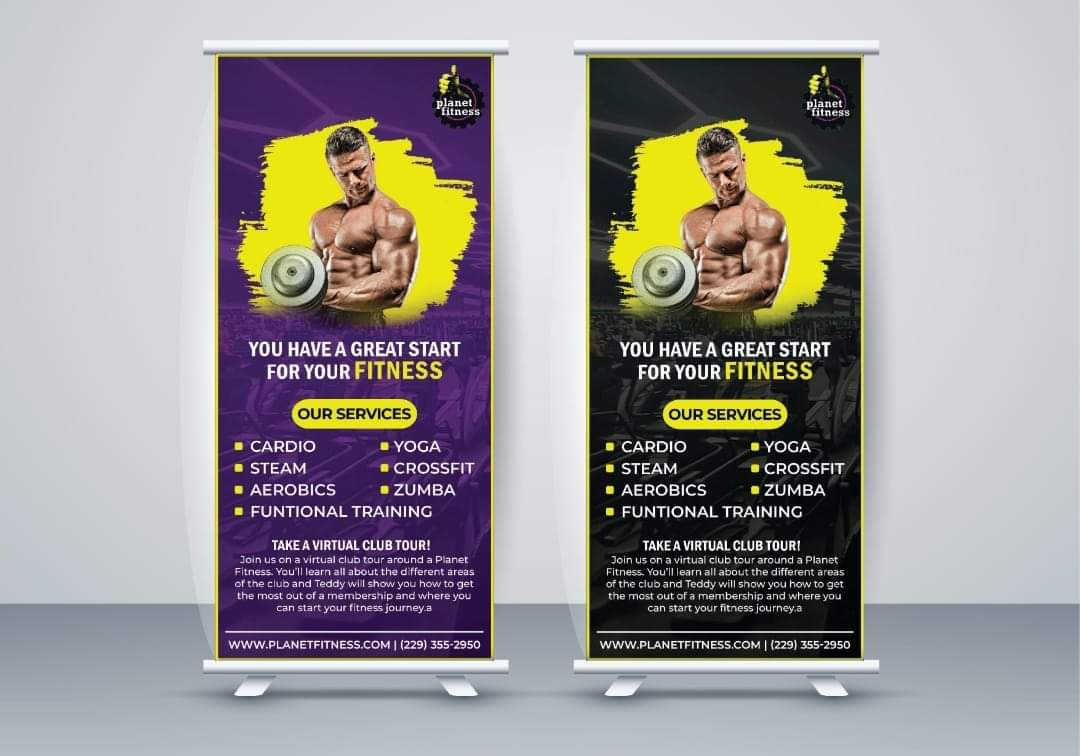 planet
fitness
YOU HAVE A GREAT START
FOR YOUR FITNESS
OUR SERVICES
CARDIO
YOGA
STEAM
CROSSFIT
AEROBICS
ZUMBA
FUNTIONAL TRAINING
TAKE A VIRTUAL CLUB TOUR!
Join us on a virtual club tour around a Planet
Fitness. You'll learn all about the different areas
of the club and Teddy will show you how to get
the most out of a membership and where you
can start your fitness journey.a
WWW.PLANETFITNESS.COM | (229) 355-2950
planet
fitness
YOU HAVE A GREAT START
FOR YOUR FITNESS
OUR SERVICES
CARDIO
YOGA
STEAM
CROSSFIT
AEROBICS
ZUMBA
FUNTIONAL TRAINING
TAKE A VIRTUAL CLUB TOUR!
Join us on a virtual club tour around a Planet
Fitness. You'll learn all about the different areas
of the club and Teddy will show you how to get
the most out of a membership and where you
can start your fitness journey.a
WWW.PLANETFITNESS.COM | (229) 355-2950